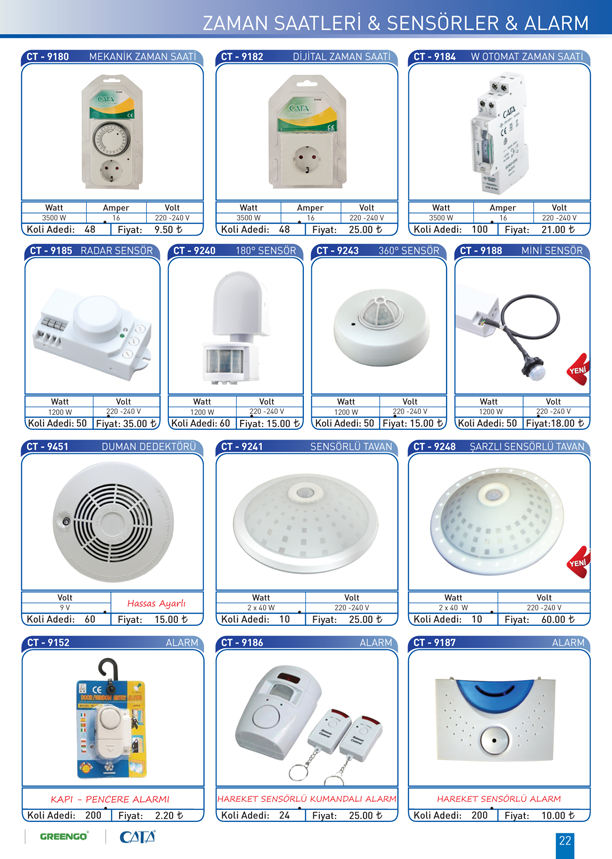 ZAMAN SAATLERİ & SENSÖRLER & ALARM
CT - 9180 MEKANİK ZAMAN SAATİ
Watt Amper Volt
3500 W 16 220 -240 V
Koli Adedi: 48 Fiyat: 9.50 ₺
CT - 9182 DİJİTAL ZAMAN SAATİ
CATA
Watt Amper Volt
3500 W 16 220 -240 V
Koli Adedi: 48 Fiyat: 25.00 ₺
CT - 9184 W OTOMAT ZAMAN SAATİ
CATA
Watt Amper Volt
3500 W 16 220 -240 V
Koli Adedi: 100 Fiyat: 21.00 ₺
CT - 9185 RADAR SENSÖR
Watt Volt
1200 W 220 -240 V
Koli Adedi: 50 Fiyat: 35.00 ₺
CT - 9240 180° SENSÖR
Watt Volt
1200 W 220 -240 V
Koli Adedi: 60 Fiyat: 15.00 ₺
CT - 9243 360° SENSÖR
Watt Volt
1200 W 220 -240 V
Koli Adedi: 50 Fiyat: 15.00 ₺
CT - 9188 MİNİ SENSÖR
YENİ
Watt Volt
1200 W 220 -240 V
Koli Adedi: 50 Fiyat:18.00 ₺
CT - 9451 DUMAN DEDEKTÖRÜ
Volt
9 V
Hassas Ayarlı
Koli Adedi: 60 Fiyat: 15.00 ₺
CT - 9241 SENSÖRLÜ TAVAN
Watt Volt
2 x 40 W 220 -240 V
Koli Adedi: 10 Fiyat: 25.00 ₺
CT - 9248 ŞARZLI SENSÖRLÜ TAVAN
YENİ
Watt Volt
2 x 40 W 220 -240 V
Koli Adedi: 10 Fiyat: 60.00 ₺
CT - 9152 ALARM
KAPI - PENCERE ALARMI
Koli Adedi: 200 Fiyat: 2.20 ₺
CT - 9186 ALARM
HAREKET SENSÖRLÜ KUMANDALI ALARM
Koli Adedi: 24 Fiyat: 25.00 ₺
CT - 9187 ALARM
HAREKET SENSÖRLÜ ALARM
Koli Adedi: 200 Fiyat: 10.00 ₺
GREENGO CATA
22